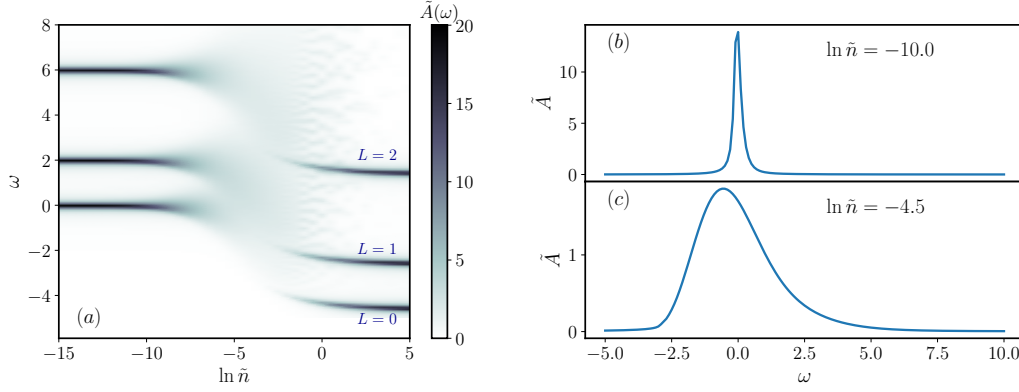 Ã(ω)
8
6
4
2
0
−2
−4
ω
L = 2
L = 1
L = 0
(a)
−15
−10
−5
0
5
ln ñ
20
15
10
5
0
(b)
ln ñ = −10.0
10
5
0
Ã
(c)
ln ñ = −4.5
1
0
Ã
−5.0
−2.5
0.0
2.5
5.0
7.5
10.0
ω